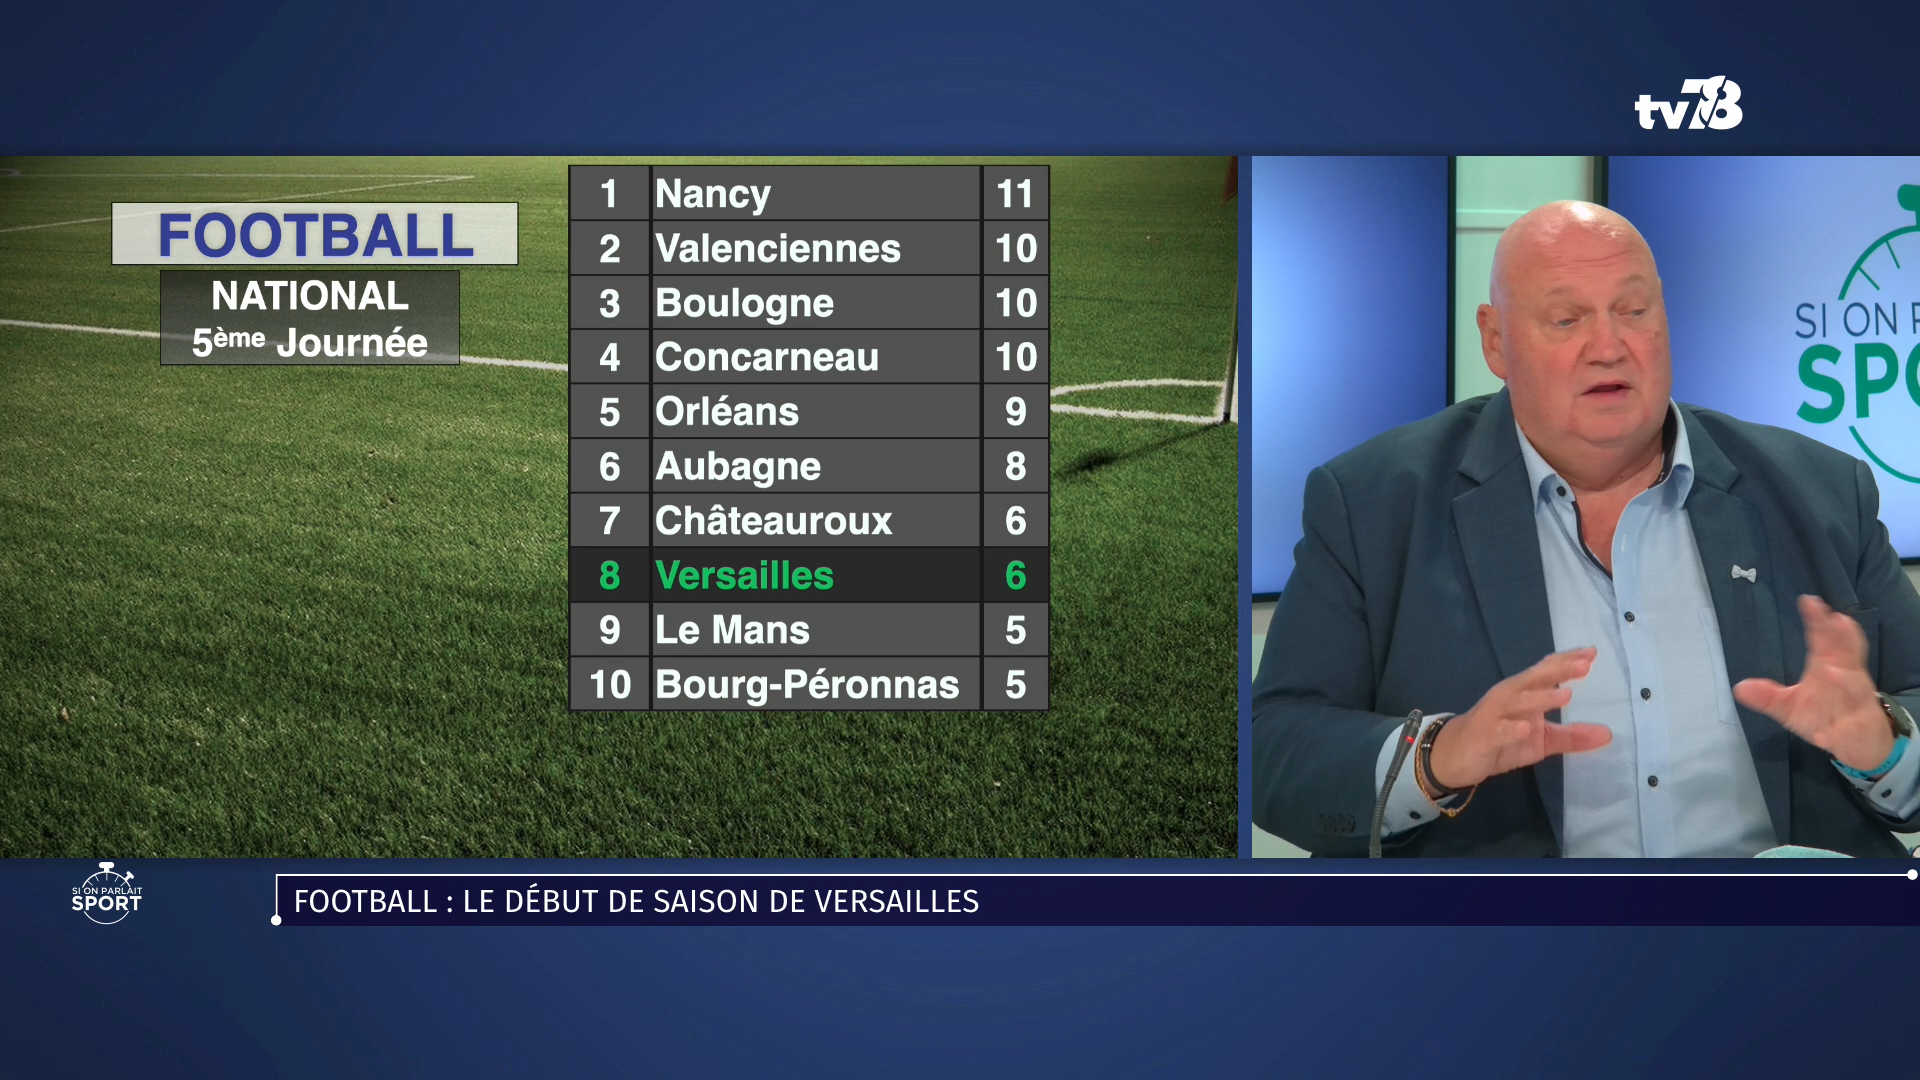 tv78
FOOTBALL
NATIONAL
5ème Journée
1 Nancy 11
2 Valenciennes 10
3 Boulogne 10
4 Concarneau 10
5 Orléans 9
6 Aubagne 8
7 Châteauroux 6
8 Versailles 6
9 Le Mans 5
10 Bourg-Péronnas 5
SI ON P
SPO
SI ON PARLAIT
SPORT
FOOTBALL : LE DÉBUT DE SAISON DE VERSAILLES